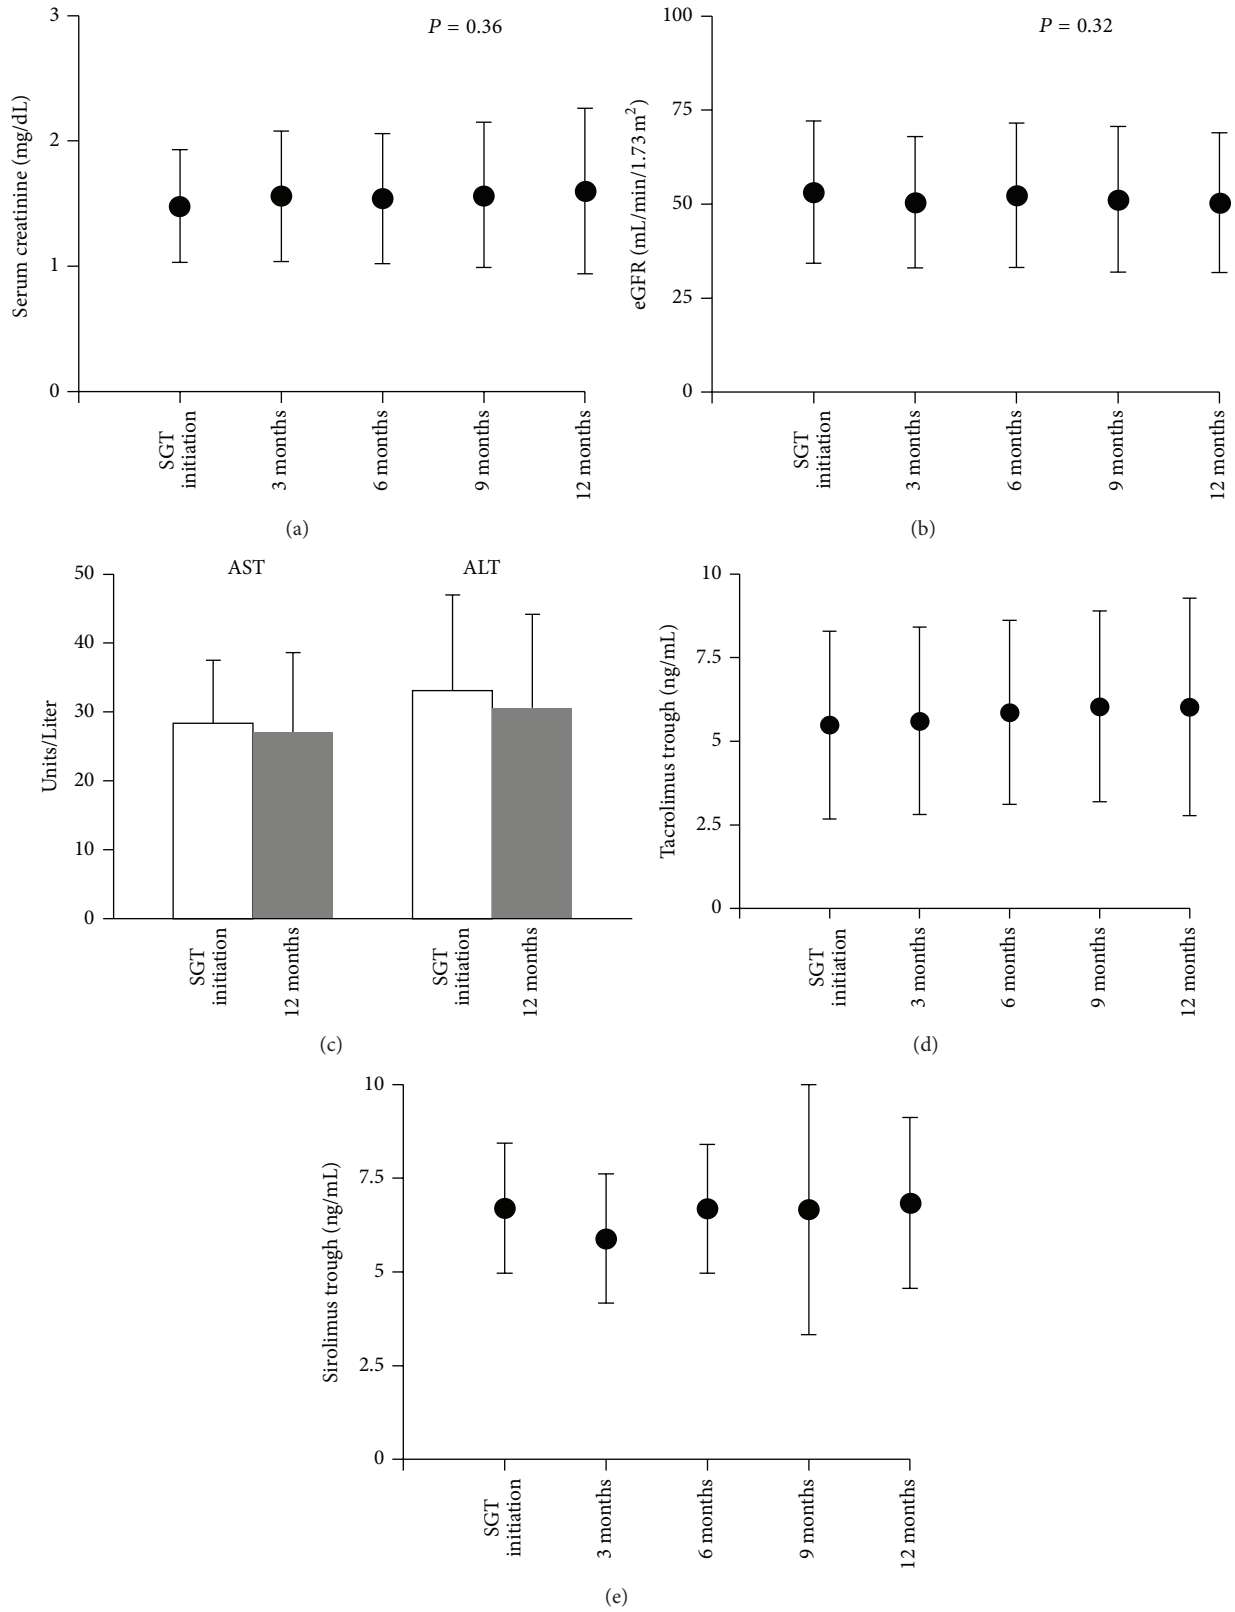 3
2
1
0
Serum creatinine (mg/dL)
P = 0.36
SGT
initiation
3 months
6 months
9 months
12 months
(a)
100
75
50
25
0
eGFR (mL/min/1.73 m²)
P = 0.32
SGT
initiation
3 months
6 months
9 months
12 months
(b)
50
40
30
20
10
0
Units/Liter
AST
ALT
SGT
initiation
12 months
SGT
initiation
12 months
(c)
10
7.5
5
2.5
0
Tacrolimus trough (ng/mL)
SGT
initiation
3 months
6 months
9 months
12 months
(d)
10
7.5
5
2.5
0
Sirolimus trough (ng/mL)
SGT
initiation
3 months
6 months
9 months
12 months
(e)